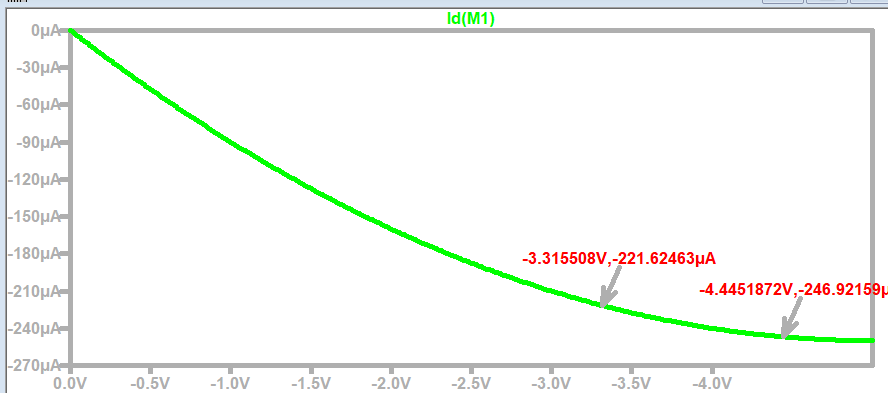 Id(M1)
0µA
-30µA
-60µA
-90µA
-120µA
-150µA
-180µA
-210µA
-240µA
-270µA
-3.315508V,-221.62463µA
-4.4451872V,-246.92159µ
0.0V
-0.5V
-1.0V
-1.5V
-2.0V
-2.5V
-3.0V
-3.5V
-4.0V